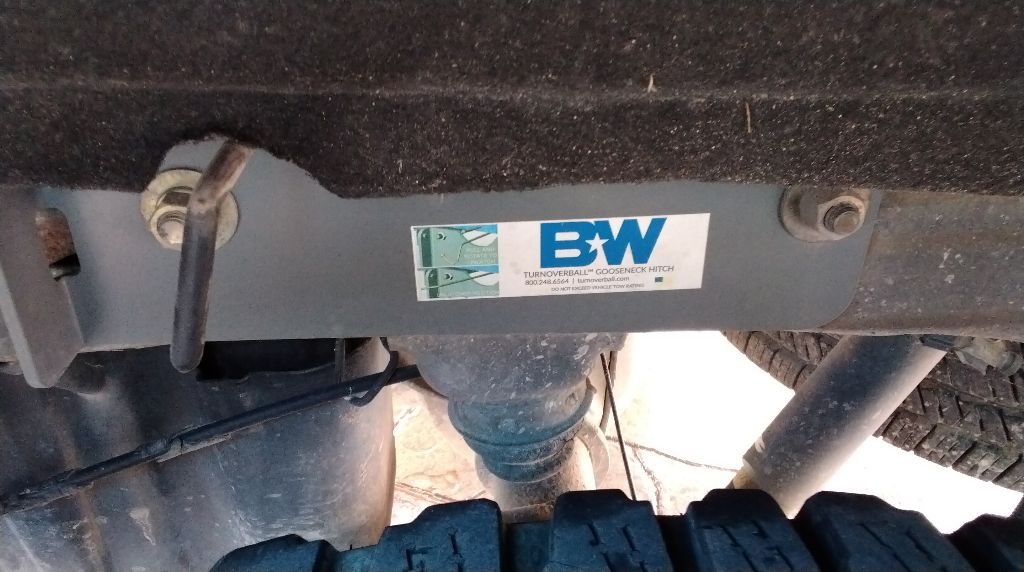 B★W
TURNOVERBALL™ GOOSENECK HITCH
800.248.6564 | turnoverball.com
DO NOT EXCEED VEHICLE TOW RATING